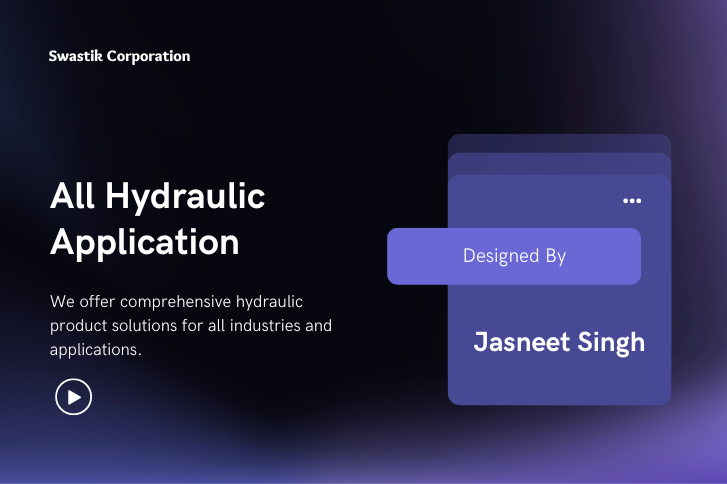 Swastik Corporation
All Hydraulic
Application
We offer comprehensive hydraulic
product solutions for all industries and
applications.
Designed By
Jasneet Singh